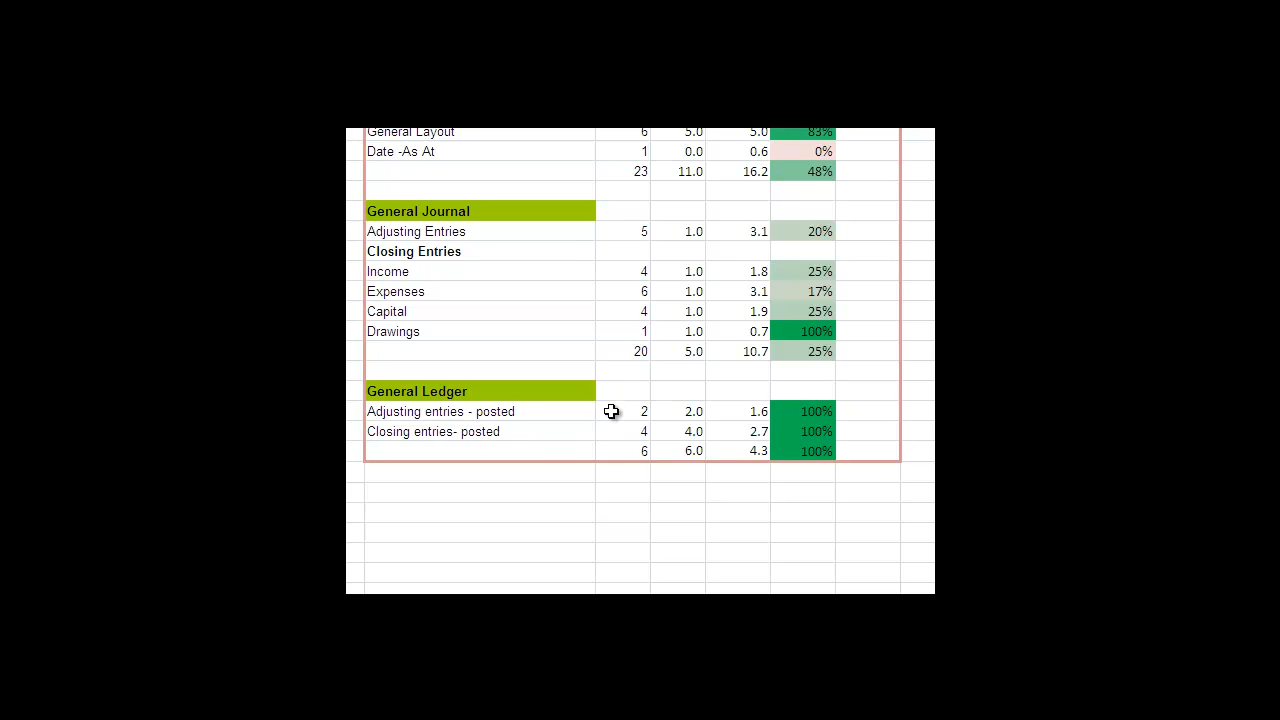 General Layout 6 5.0 5.0 83%
Date -As At 1 0.0 0.6 0%
23 11.0 16.2 48%
General Journal
Adjusting Entries 5 1.0 3.1 20%
Closing Entries
Income 4 1.0 1.8 25%
Expenses 6 1.0 3.1 17%
Capital 4 1.0 1.9 25%
Drawings 1 1.0 0.7 100%
20 5.0 10.7 25%
General Ledger
Adjusting entries - posted 2 2.0 1.6 100%
Closing entries- posted 4 4.0 2.7 100%
6 6.0 4.3 100%